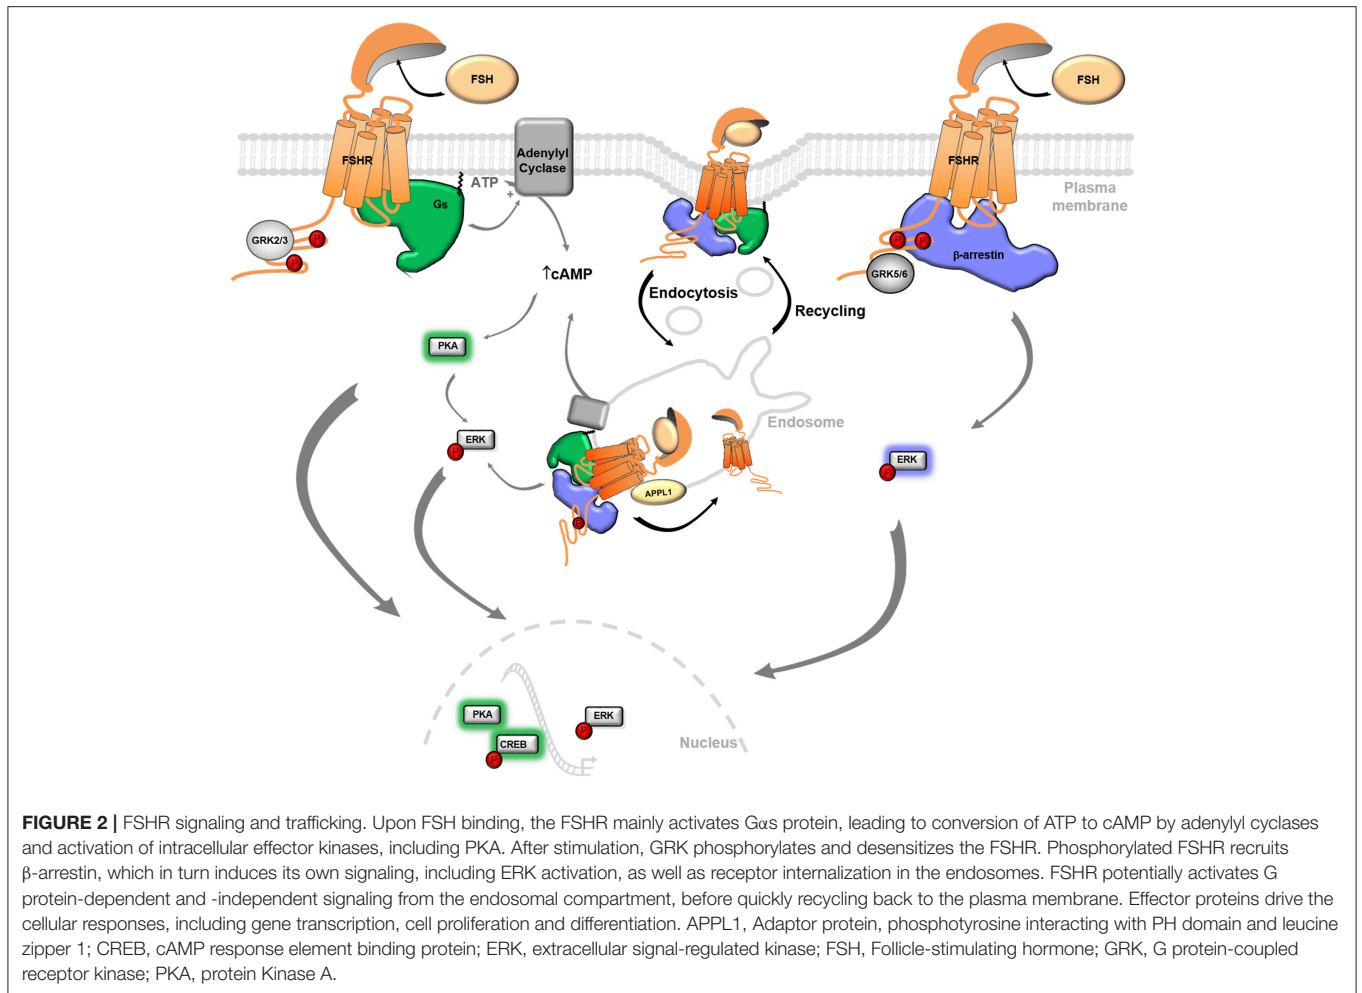 FSH
FSH
Adenylyl
Cyclase
FSHR
FSHR
ATP
+
Plasma
membrane
Gs
GRK2/3
P
P
P
P
β-arrestin
GRK5/6
↑cAMP
Endocytosis
Recycling
PKA
Endosome
ERK
P
ERK
P
APPL1
P
PKA
ERK
P
CREB
P
Nucleus
FIGURE 2 | FSHR signaling and trafficking. Upon FSH binding, the FSHR mainly activates Gαs protein, leading to conversion of ATP to cAMP by adenylyl cyclases
and activation of intracellular effector kinases, including PKA. After stimulation, GRK phosphorylates and desensitizes the FSHR. Phosphorylated FSHR recruits
β-arrestin, which in turn induces its own signaling, including ERK activation, as well as receptor internalization in the endosomes. FSHR potentially activates G
protein-dependent and -independent signaling from the endosomal compartment, before quickly recycling back to the plasma membrane. Effector proteins drive the
cellular responses, including gene transcription, cell proliferation and differentiation. APPL1, Adaptor protein, phosphotyrosine interacting with PH domain and leucine
zipper 1; CREB, cAMP response element binding protein; ERK, extracellular signal-regulated kinase; FSH, Follicle-stimulating hormone; GRK, G protein-coupled
receptor kinase; PKA, protein Kinase A.